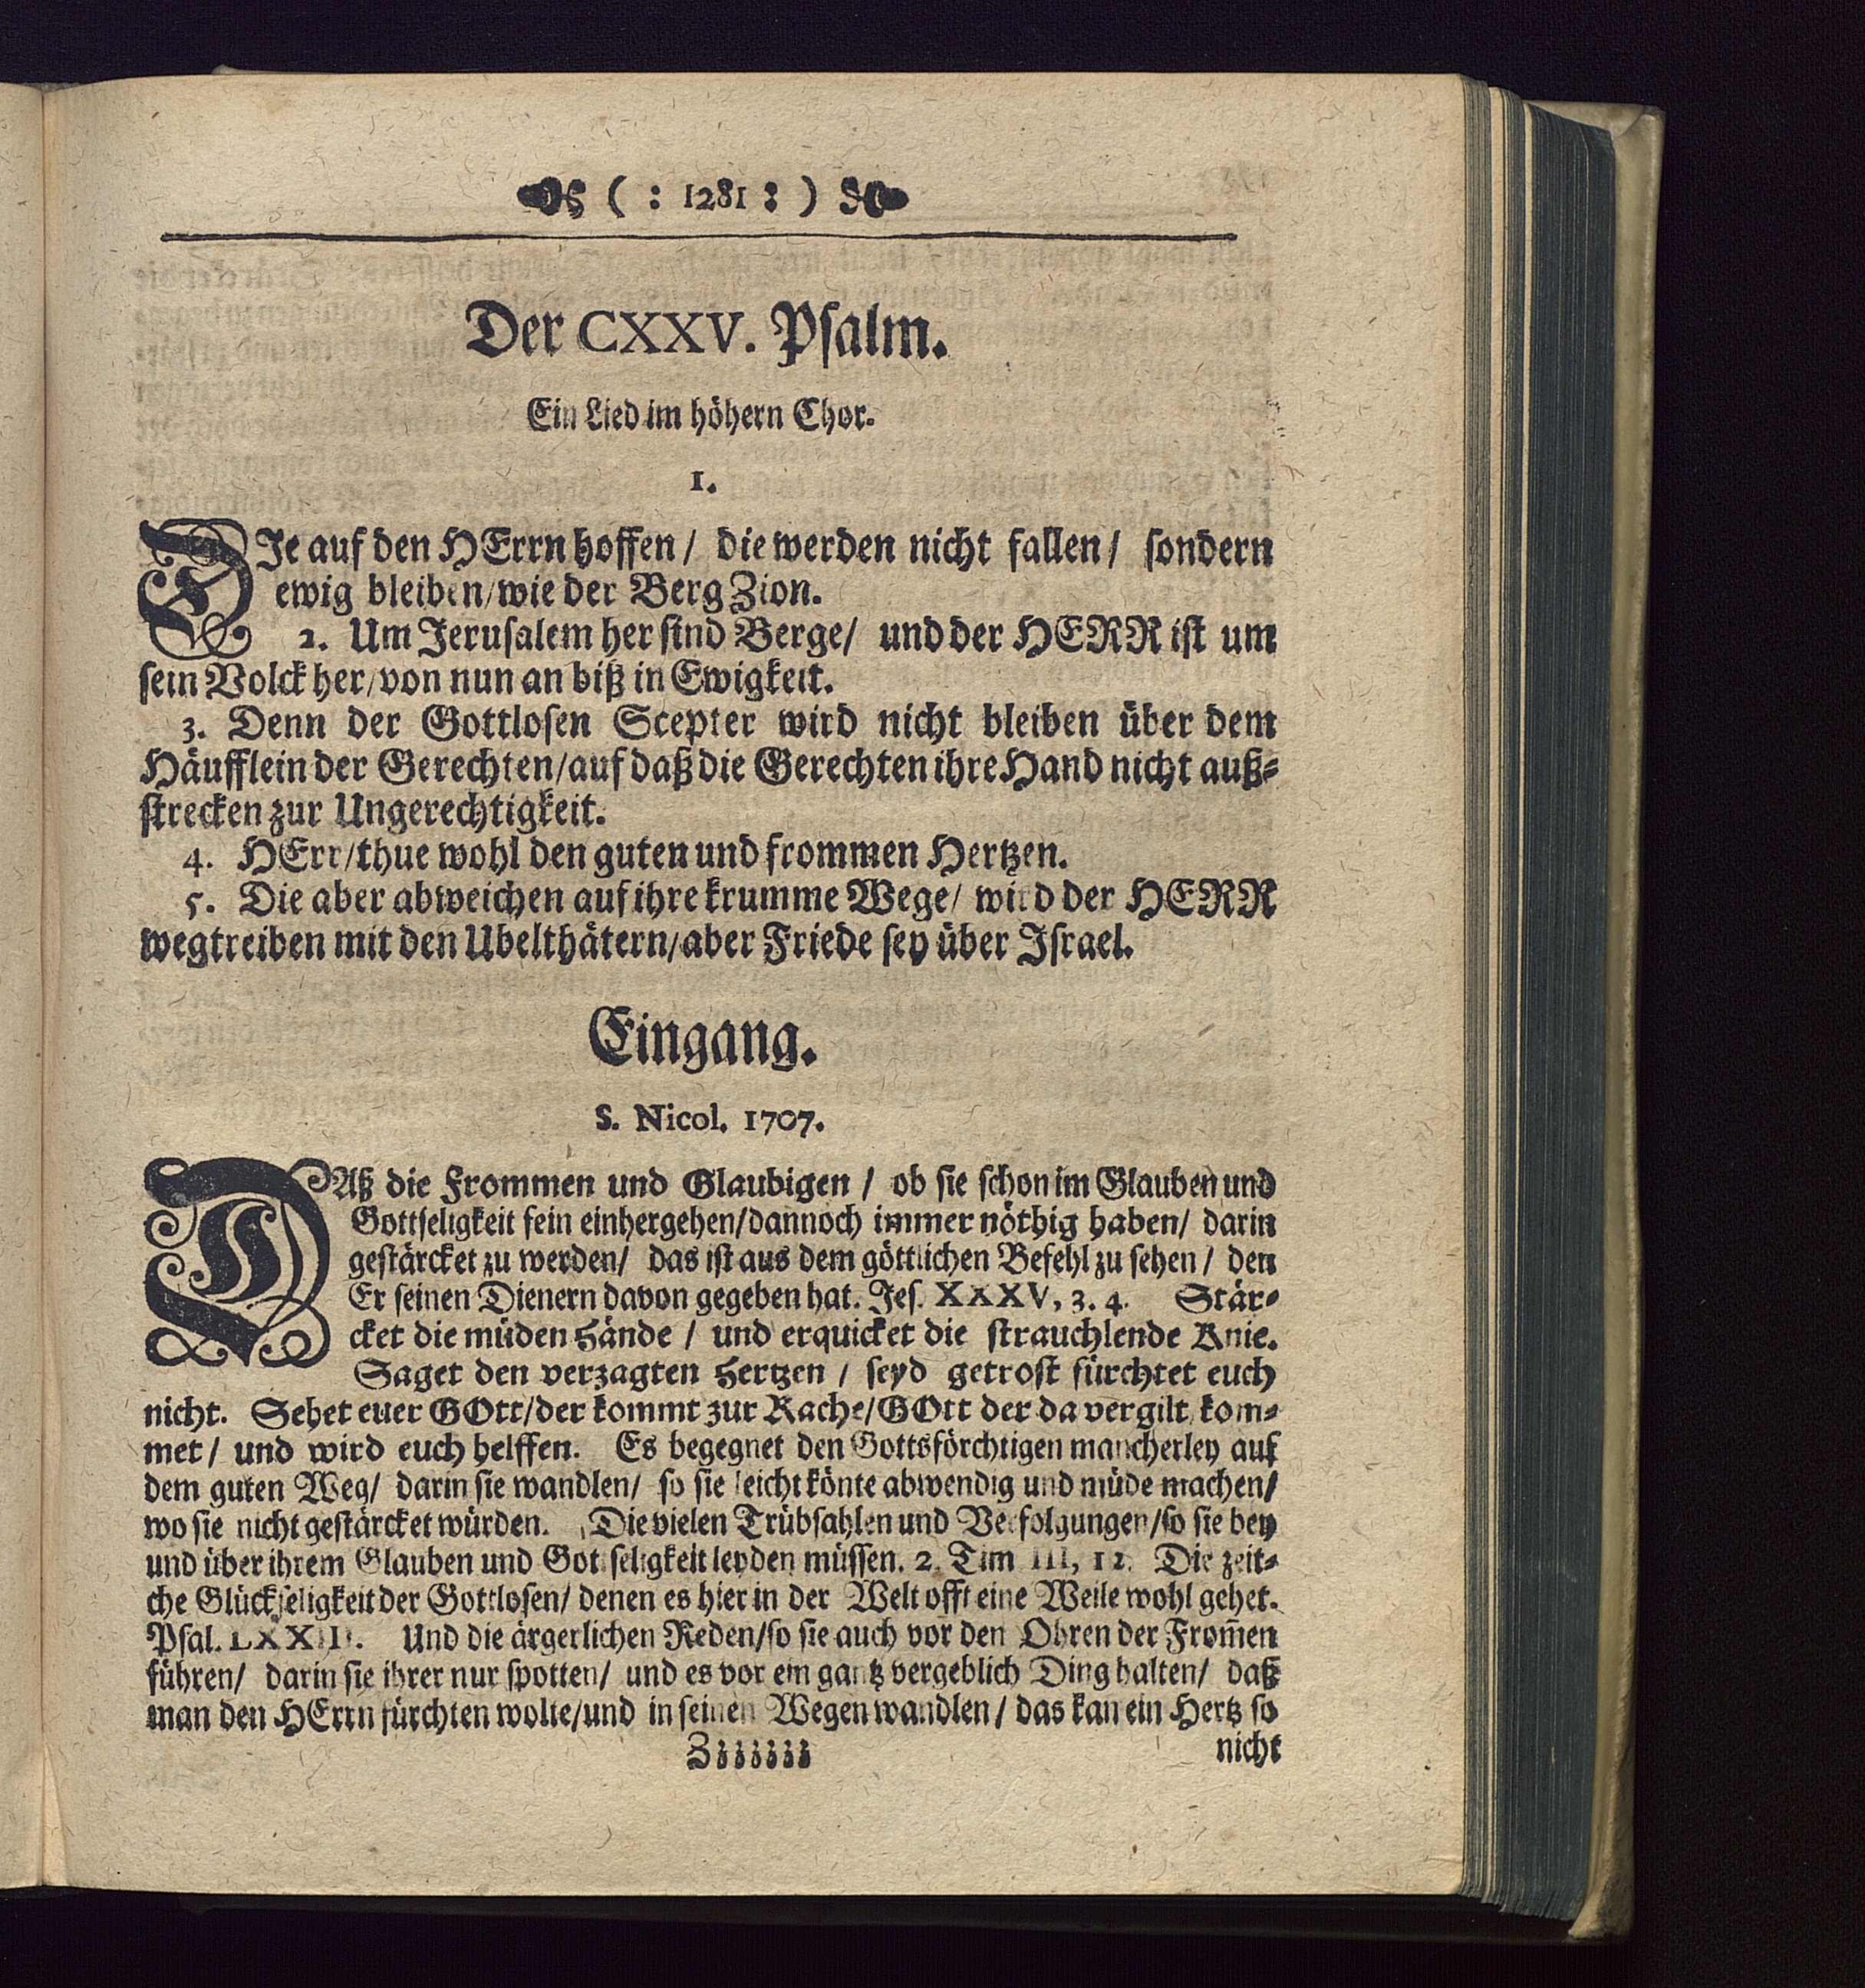 ( : 1281 : )
Der CXXV. Psalm.
Ein Lied im höhern Chor.
1.
DIe auf den HErrn hoffen / die werden nicht fallen / sondern
ewig bleiben / wie der Berg Zion.
2. Um Jerusalem her sind Berge / und der HERR ist um
sein Volck her / von nun an biß in Ewigkeit.
3. Denn der Gottlosen Scepter wird nicht bleiben über dem
Häufflein der Gerechten / auf daß die Gerechten ihre Hand nicht auß-
strecken zur Ungerechtigkeit.
4. HErr / thue wohl den guten und frommen Hertzen.
5. Die aber abweichen auf ihre krumme Wege / wird der HERR
wegtreiben mit den Ubelthätern / aber Friede sey über Israel.
Eingang.
S. Nicol. 1707.
DAß die Frommen und Glaubigen / ob sie schon im Glauben und
Gottseligkeit fein einhergehen / dannoch immer nöthig haben / darin
gestärcket zu werden / das ist aus dem göttlichen Befehl zu sehen / den
Er seinen Dienern davon gegeben hat. Jes. XXXV, 3. 4. Stär-
cket die müden Hände / und erquicket die strauchlende Knie.
Saget den verzagten Hertzen / seyd getrost fürchtet euch
nicht. Sehet euer GOtt / der kommt zur Rache / GOtt der da vergilt / kom-
met / und wird euch helffen. Es begegnet den Gottsförchtigen mancherley auf
dem guten Weg / darin sie wandlen / so sie leicht könte abwendig und müde machen /
wo sie nicht gestärcket würden. Die vielen Trübsahlen und Verfolgungen / so sie bey
und über ihrem Glauben und Gottseligkeit leyden müssen. 2. Tim III, 12. Die zeit-
che Glückseligkeit der Gottlosen / denen es hier in der Welt offt eine Weile wohl gehet.
Psal. LXXIII. Und die ärgerlichen Reden / so sie auch vor den Ohren der From̃en
führen / darin sie ihrer nur spotten / und es vor ein gantz vergeblich Ding halten / daß
man den HErrn fürchten wolte / und in seinen Wegen wandlen / das kan ein Hertz so
Zzzzzzz nicht